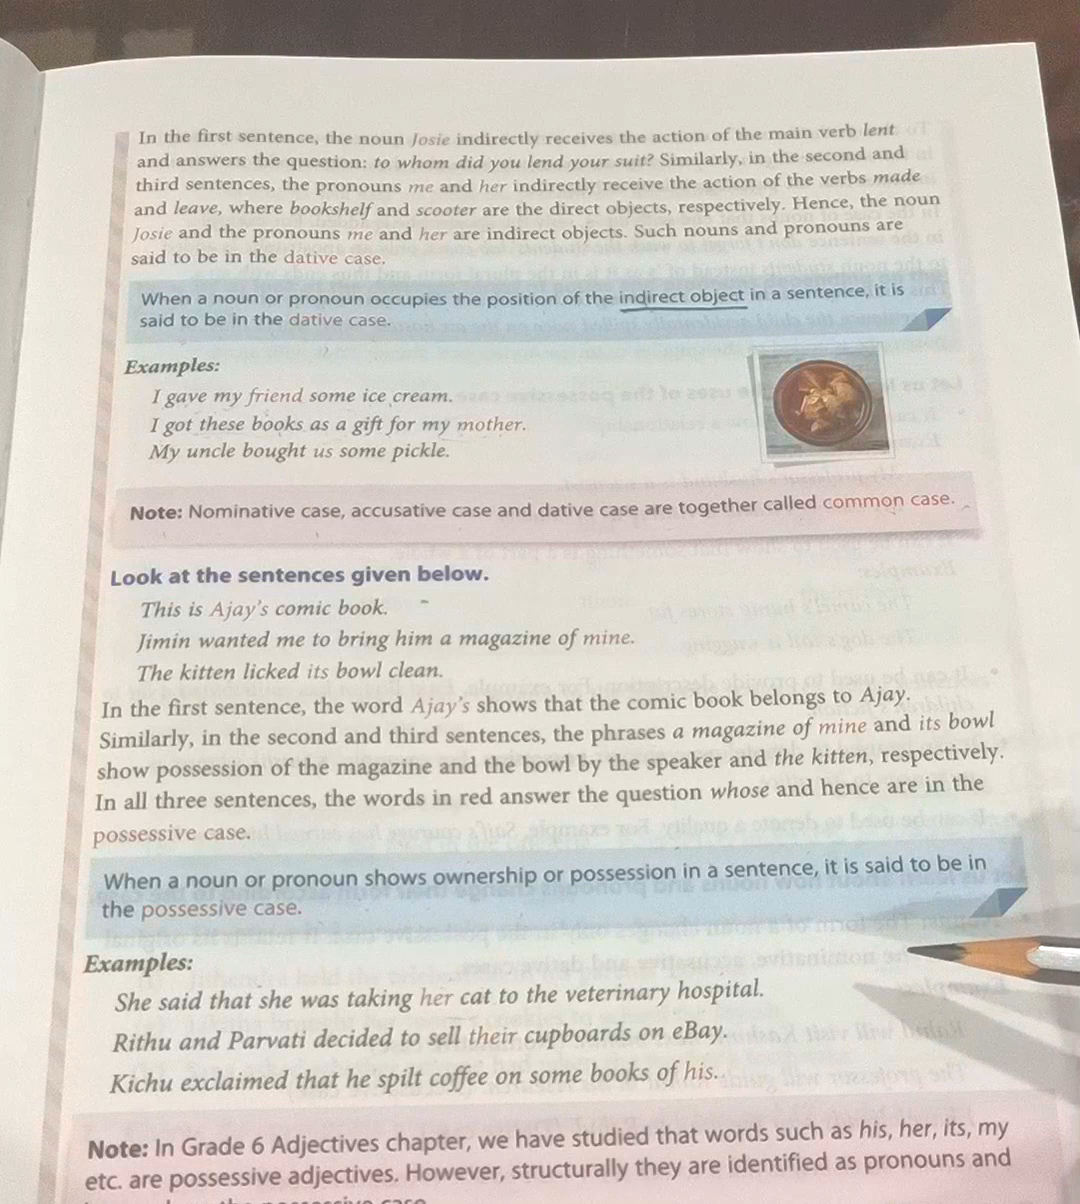 In the first sentence, the noun Josie indirectly receives the action of the main verb lent
and answers the question: to whom did you lend your suit? Similarly, in the second and
third sentences, the pronouns me and her indirectly receive the action of the verbs made
and leave, where bookshelf and scooter are the direct objects, respectively. Hence, the noun
Josie and the pronouns me and her are indirect objects. Such nouns and pronouns are
said to be in the dative case.
When a noun or pronoun occupies the position of the indirect object in a sentence, it is
said to be in the dative case.
Examples:
I gave my friend some ice cream.
I got these books as a gift for my mother.
My uncle bought us some pickle.
Note: Nominative case, accusative case and dative case are together called common case.
Look at the sentences given below.
This is Ajay's comic book.
Jimin wanted me to bring him a magazine of mine.
The kitten licked its bowl clean.
In the first sentence, the word Ajay's shows that the comic book belongs to Ajay.
Similarly, in the second and third sentences, the phrases a magazine of mine and its bowl
show possession of the magazine and the bowl by the speaker and the kitten, respectively.
In all three sentences, the words in red answer the question whose and hence are in the
possessive case.
When a noun or pronoun shows ownership or possession in a sentence, it is said to be in
the possessive case.
Examples:
She said that she was taking her cat to the veterinary hospital.
Rithu and Parvati decided to sell their cupboards on eBay.
Kichu exclaimed that he spilt coffee on some books of his.
Note: In Grade 6 Adjectives chapter, we have studied that words such as his, her, its, my
etc. are possessive adjectives. However, structurally they are identified as pronouns and